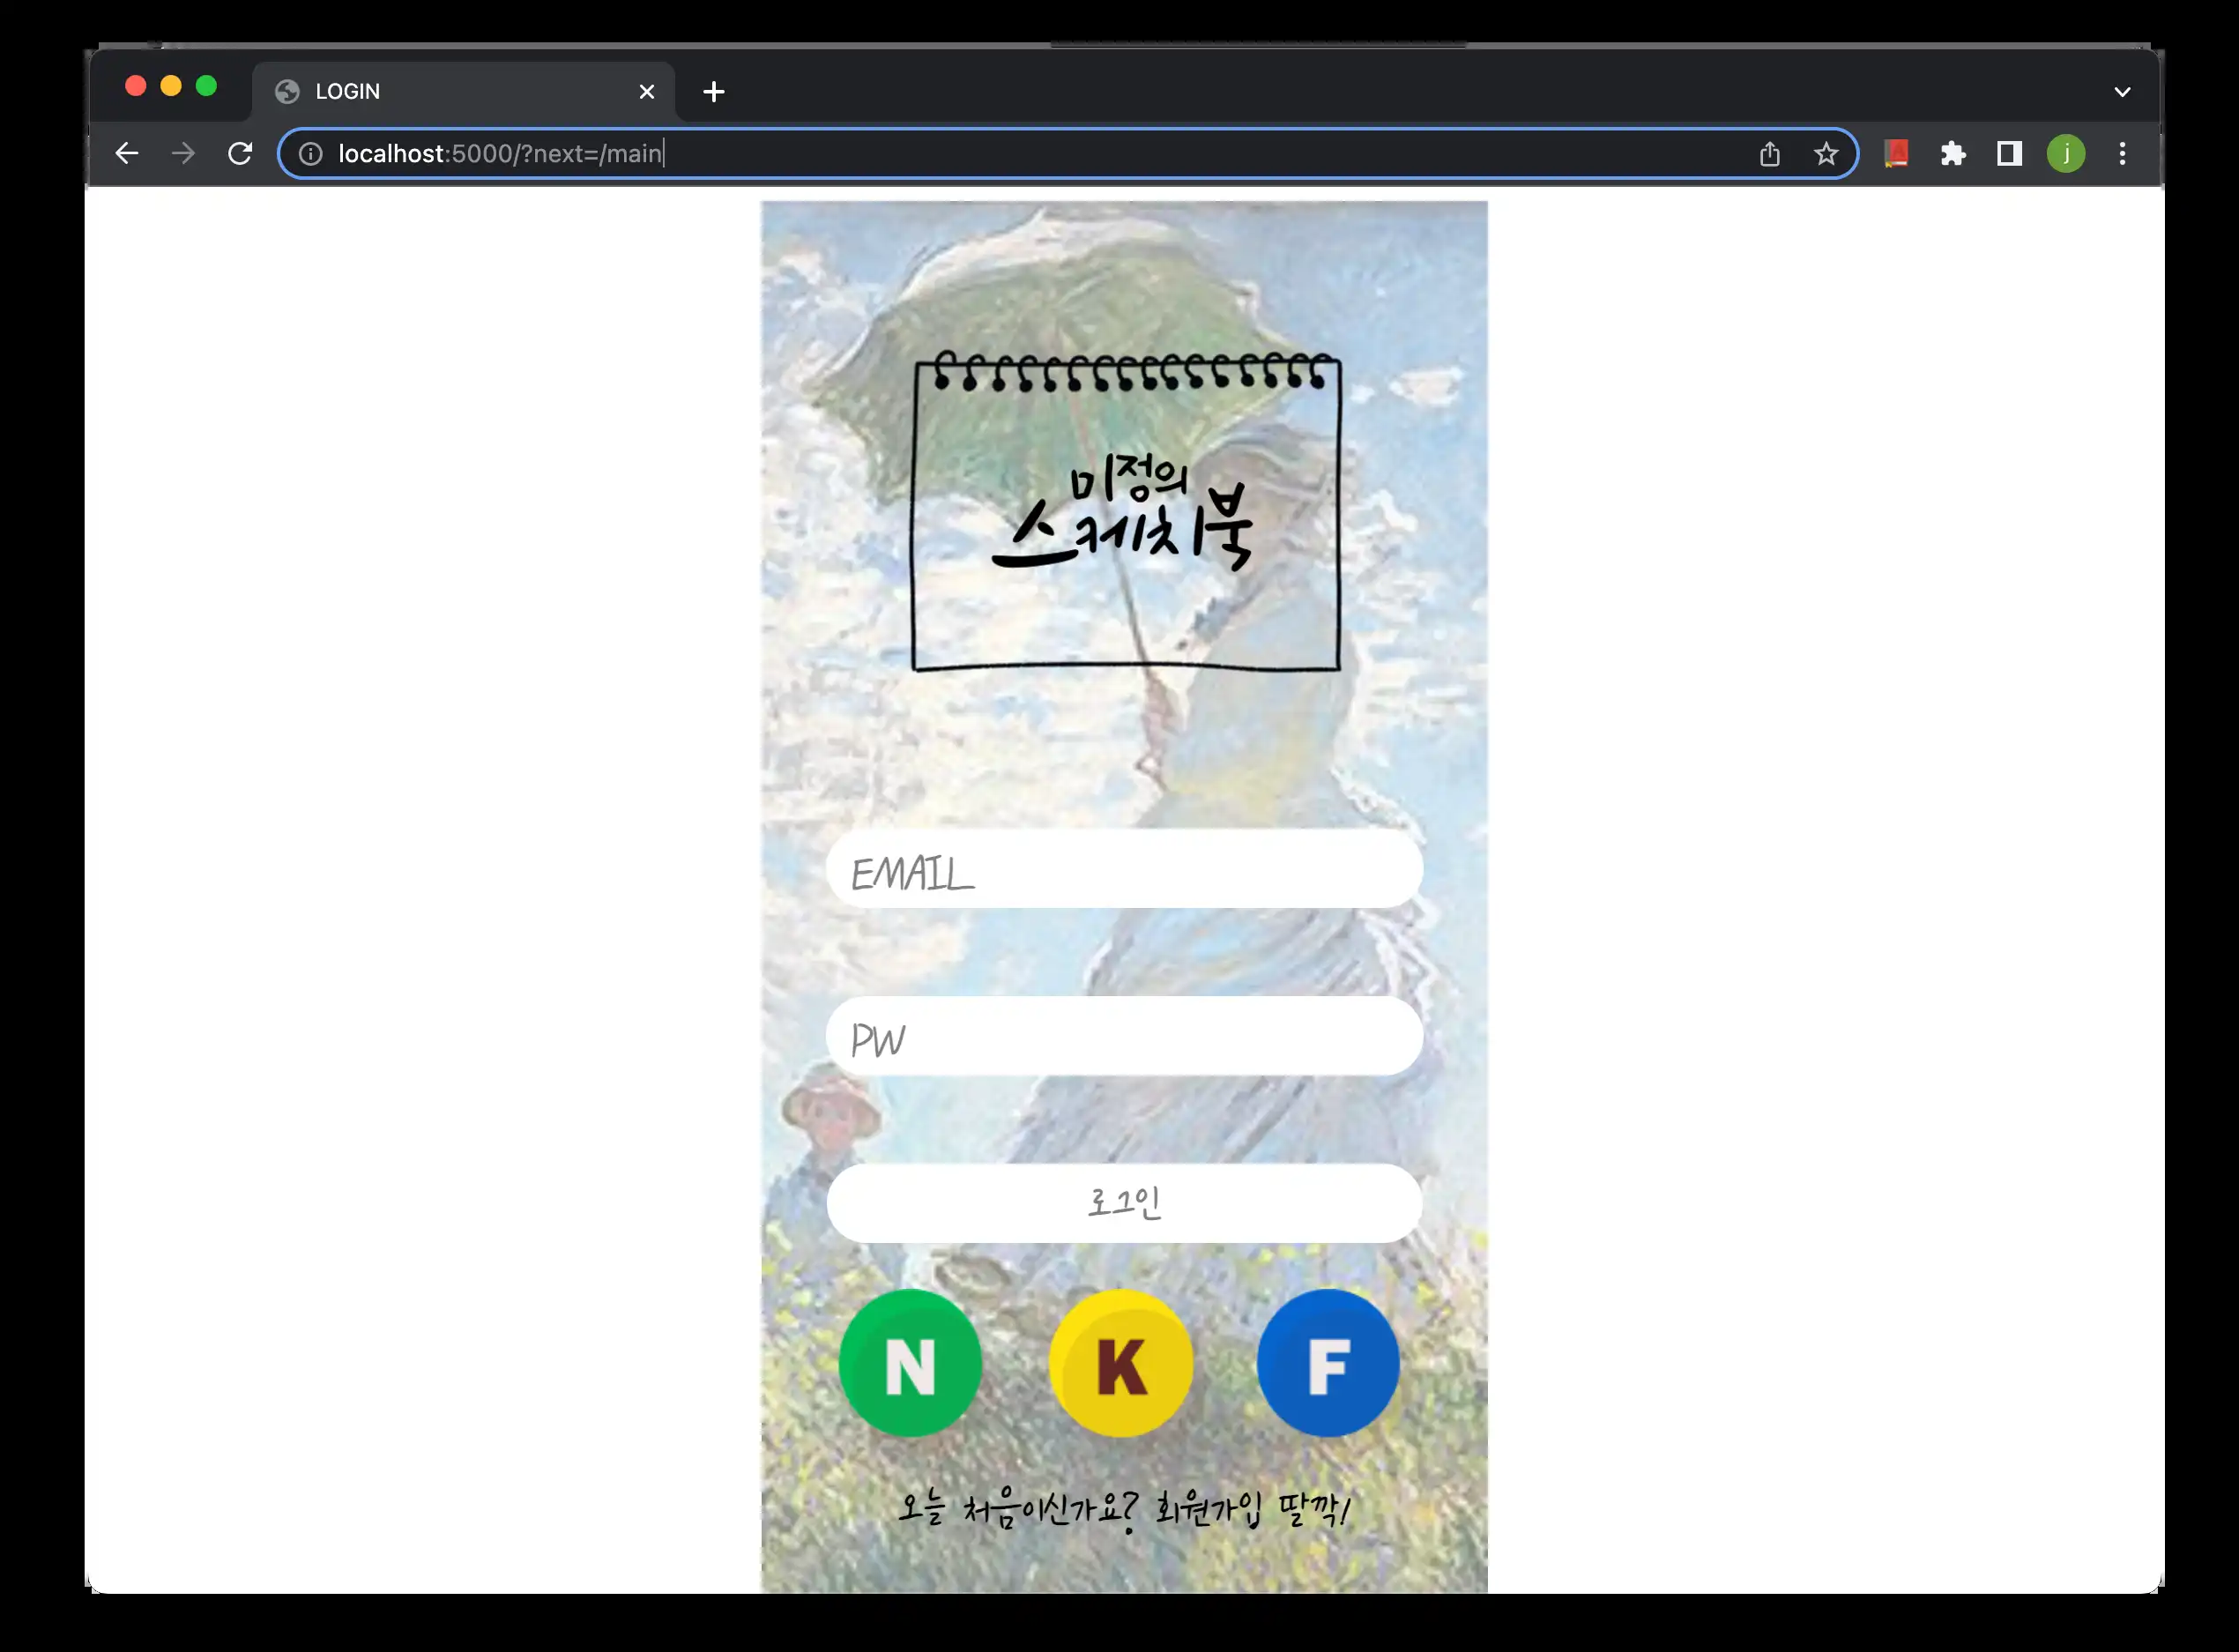 LOGIN
localhost:5000/?next=/main
j
미정의
스케치북
EMAIL
PW
로그인
N K F
오늘 처음이신가요? 회원가입 딸깍!